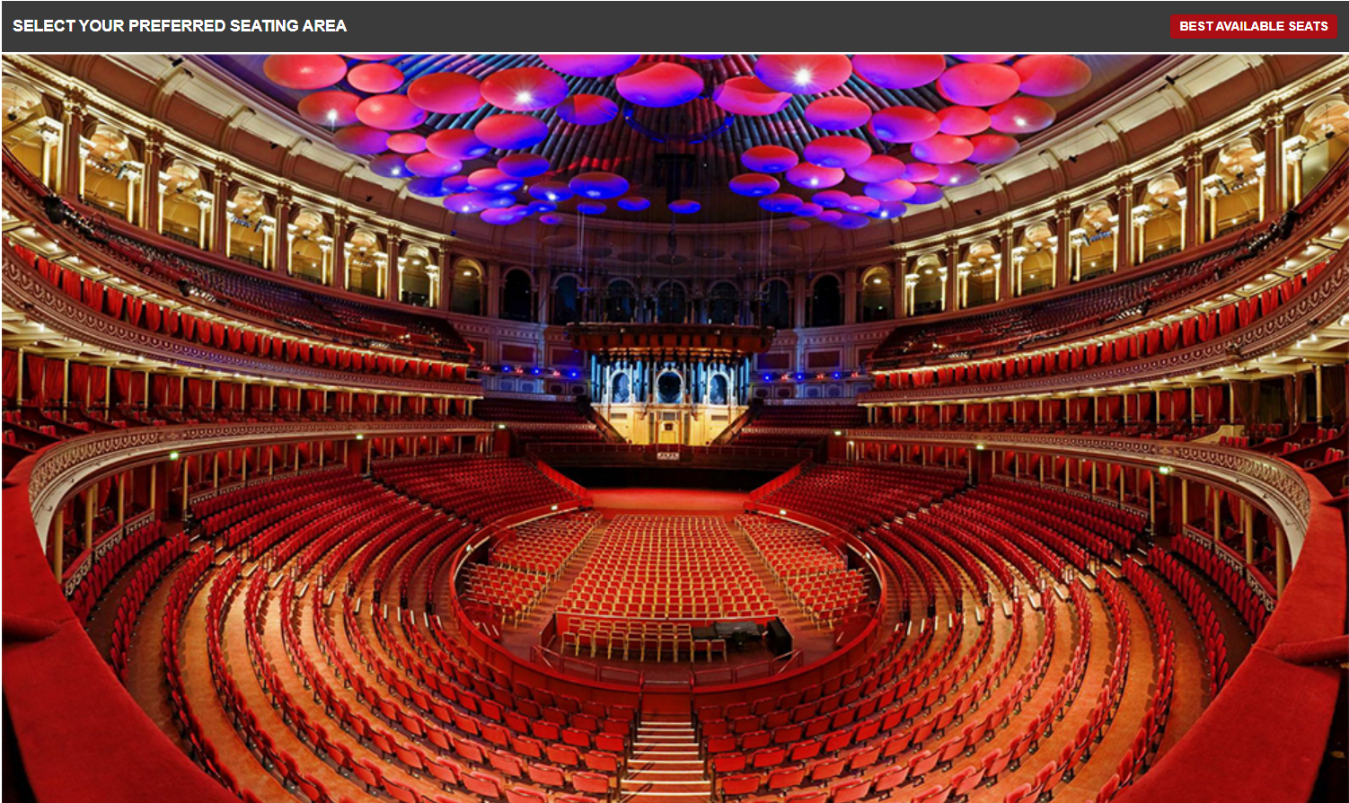 SELECT YOUR PREFERRED SEATING AREA
BEST AVAILABLE SEATS